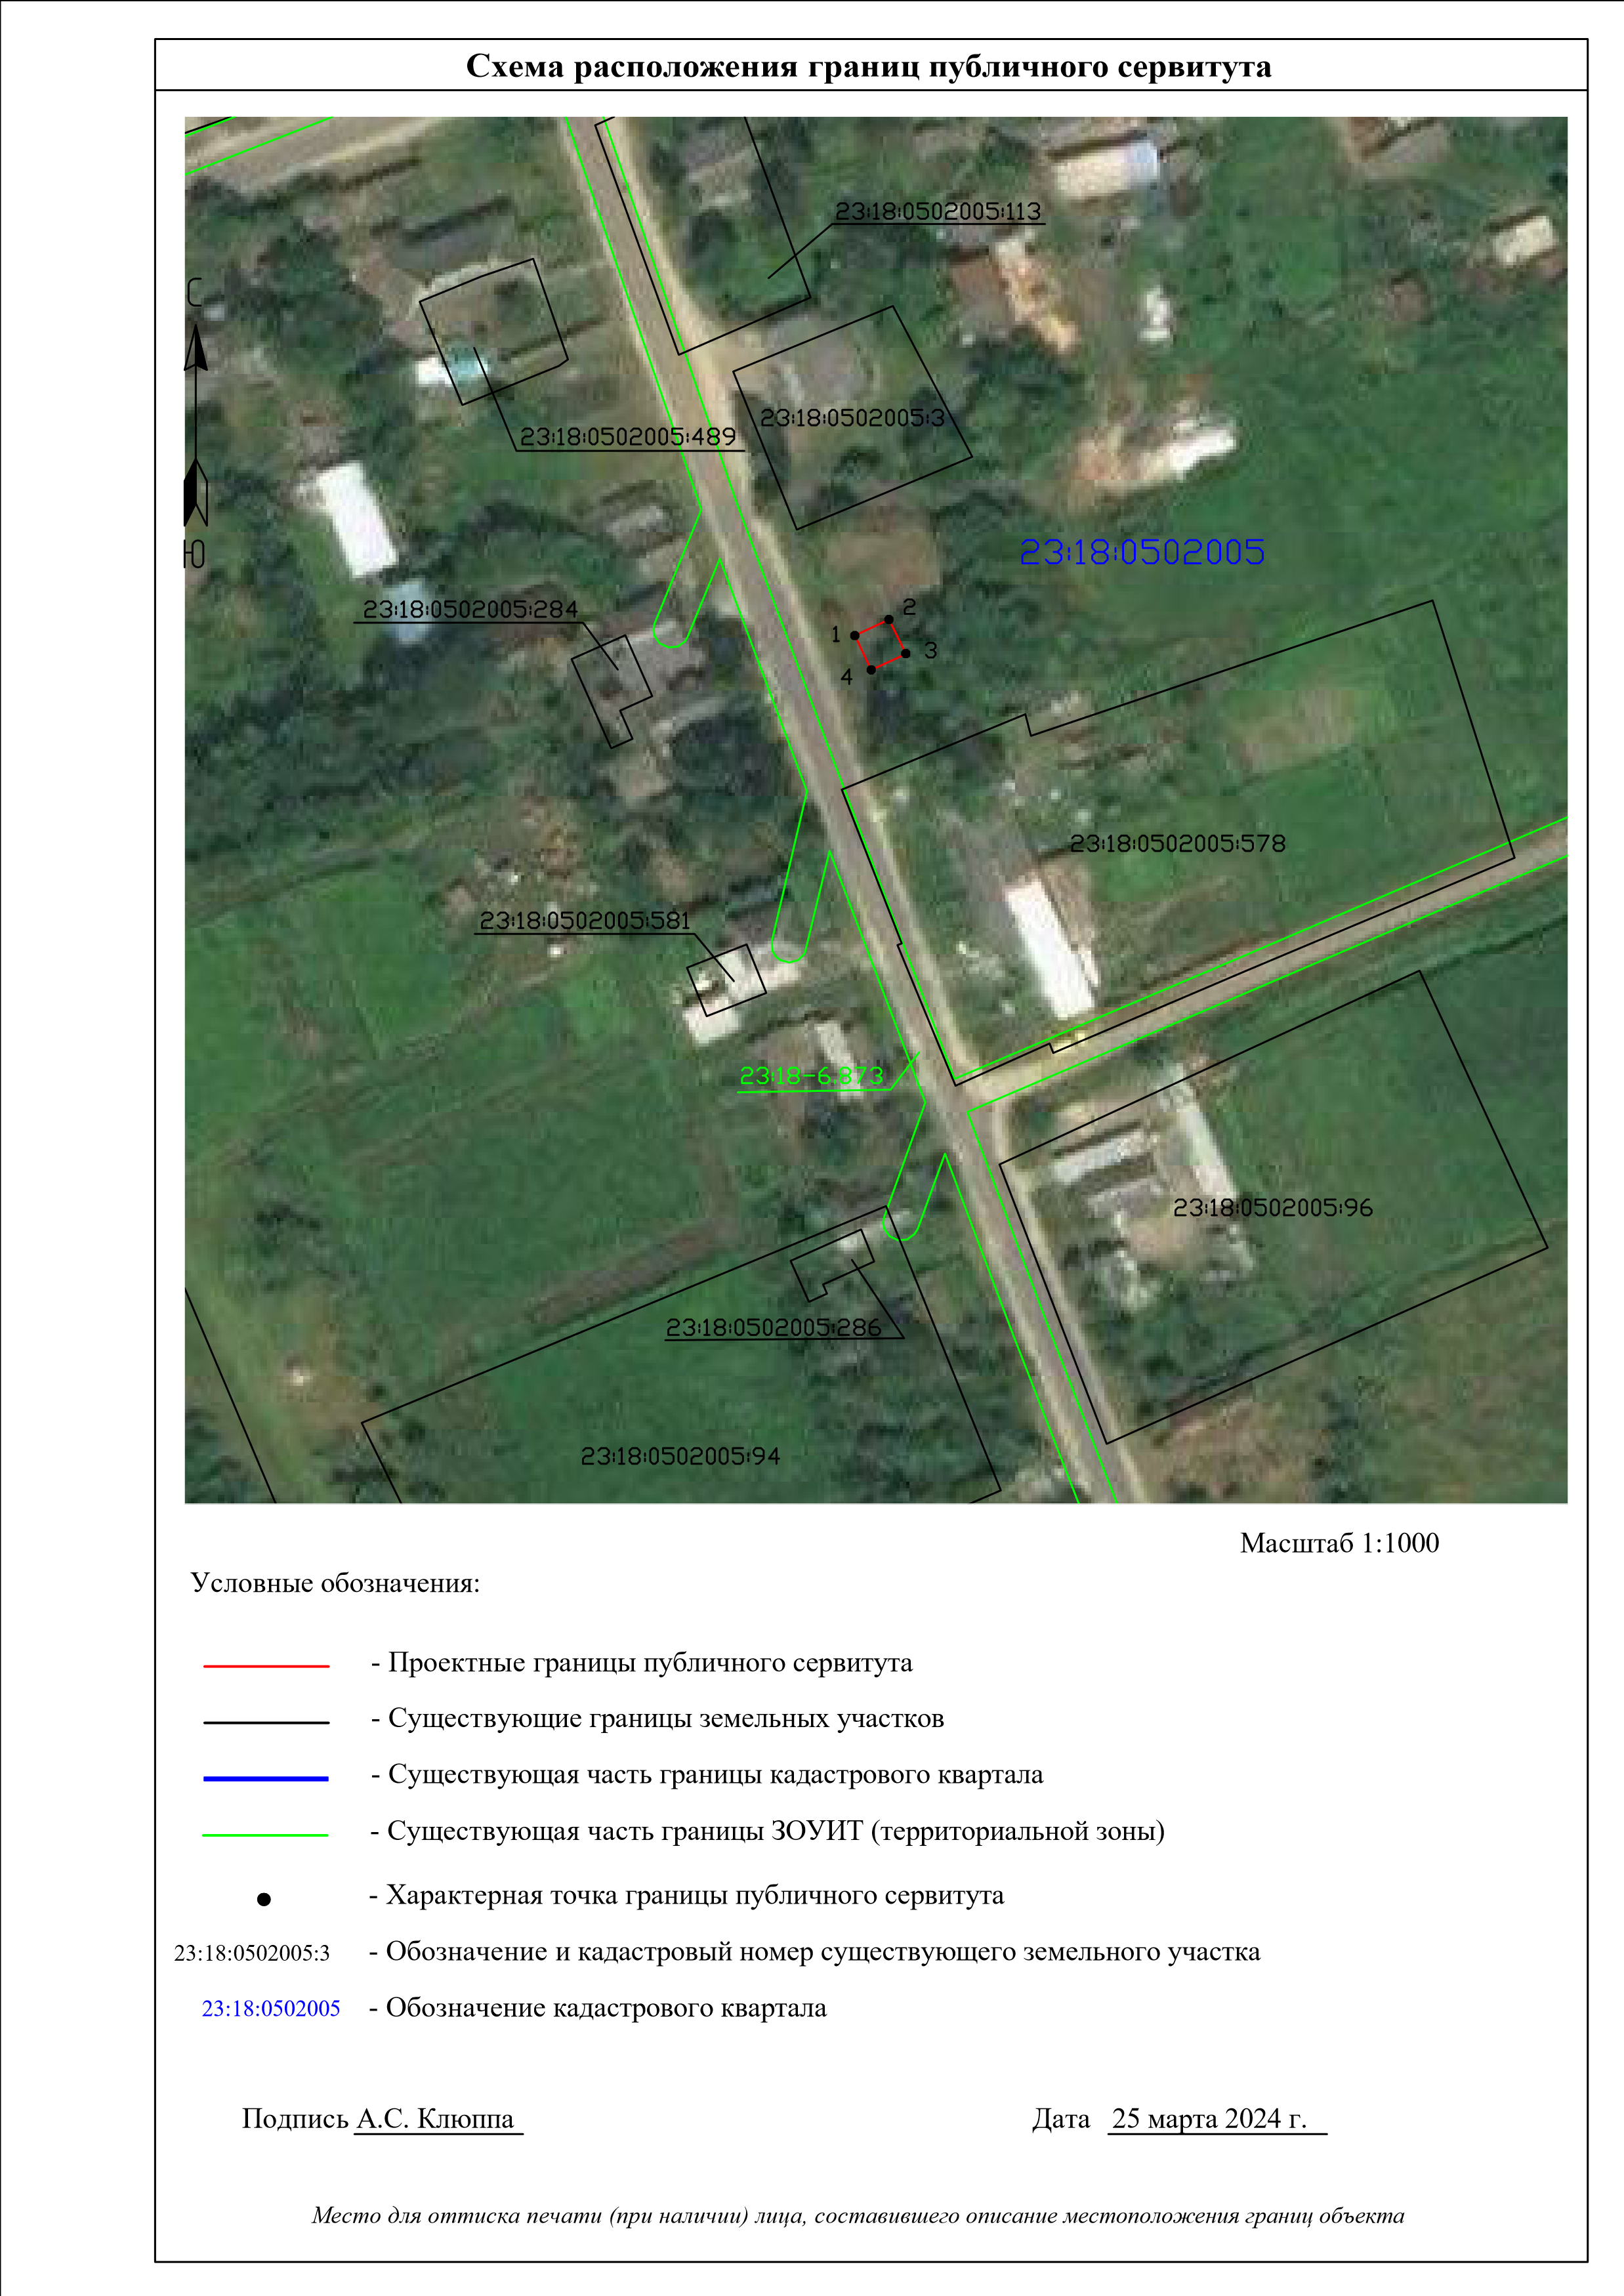 Схема расположения границ публичного сервитута
23:18:0502005:113
С
23:18:0502005:3
23:18:0502005:489
Ю
23:18:0502005
23:18:0502005:284
2
1
3
4
23:18:0502005:578
23:18:0502005:581
23:18-6.873
23:18:0502005:96
23:18:0502005:286
23:18:0502005:94
Масштаб 1:1000
Условные обозначения:
- Проектные границы публичного сервитута
- Существующие границы земельных участков
- Существующая часть границы кадастрового квартала
- Существующая часть границы ЗОУИТ (территориальной зоны)
- Характерная точка границы публичного сервитута
23:18:0502005:3 - Обозначение и кадастровый номер существующего земельного участка
23:18:0502005 - Обозначение кадастрового квартала
Подпись А.С. Клюппа Дата 25 марта 2024 г.
Место для оттиска печати (при наличии) лица, составившего описание местоположения границ объекта